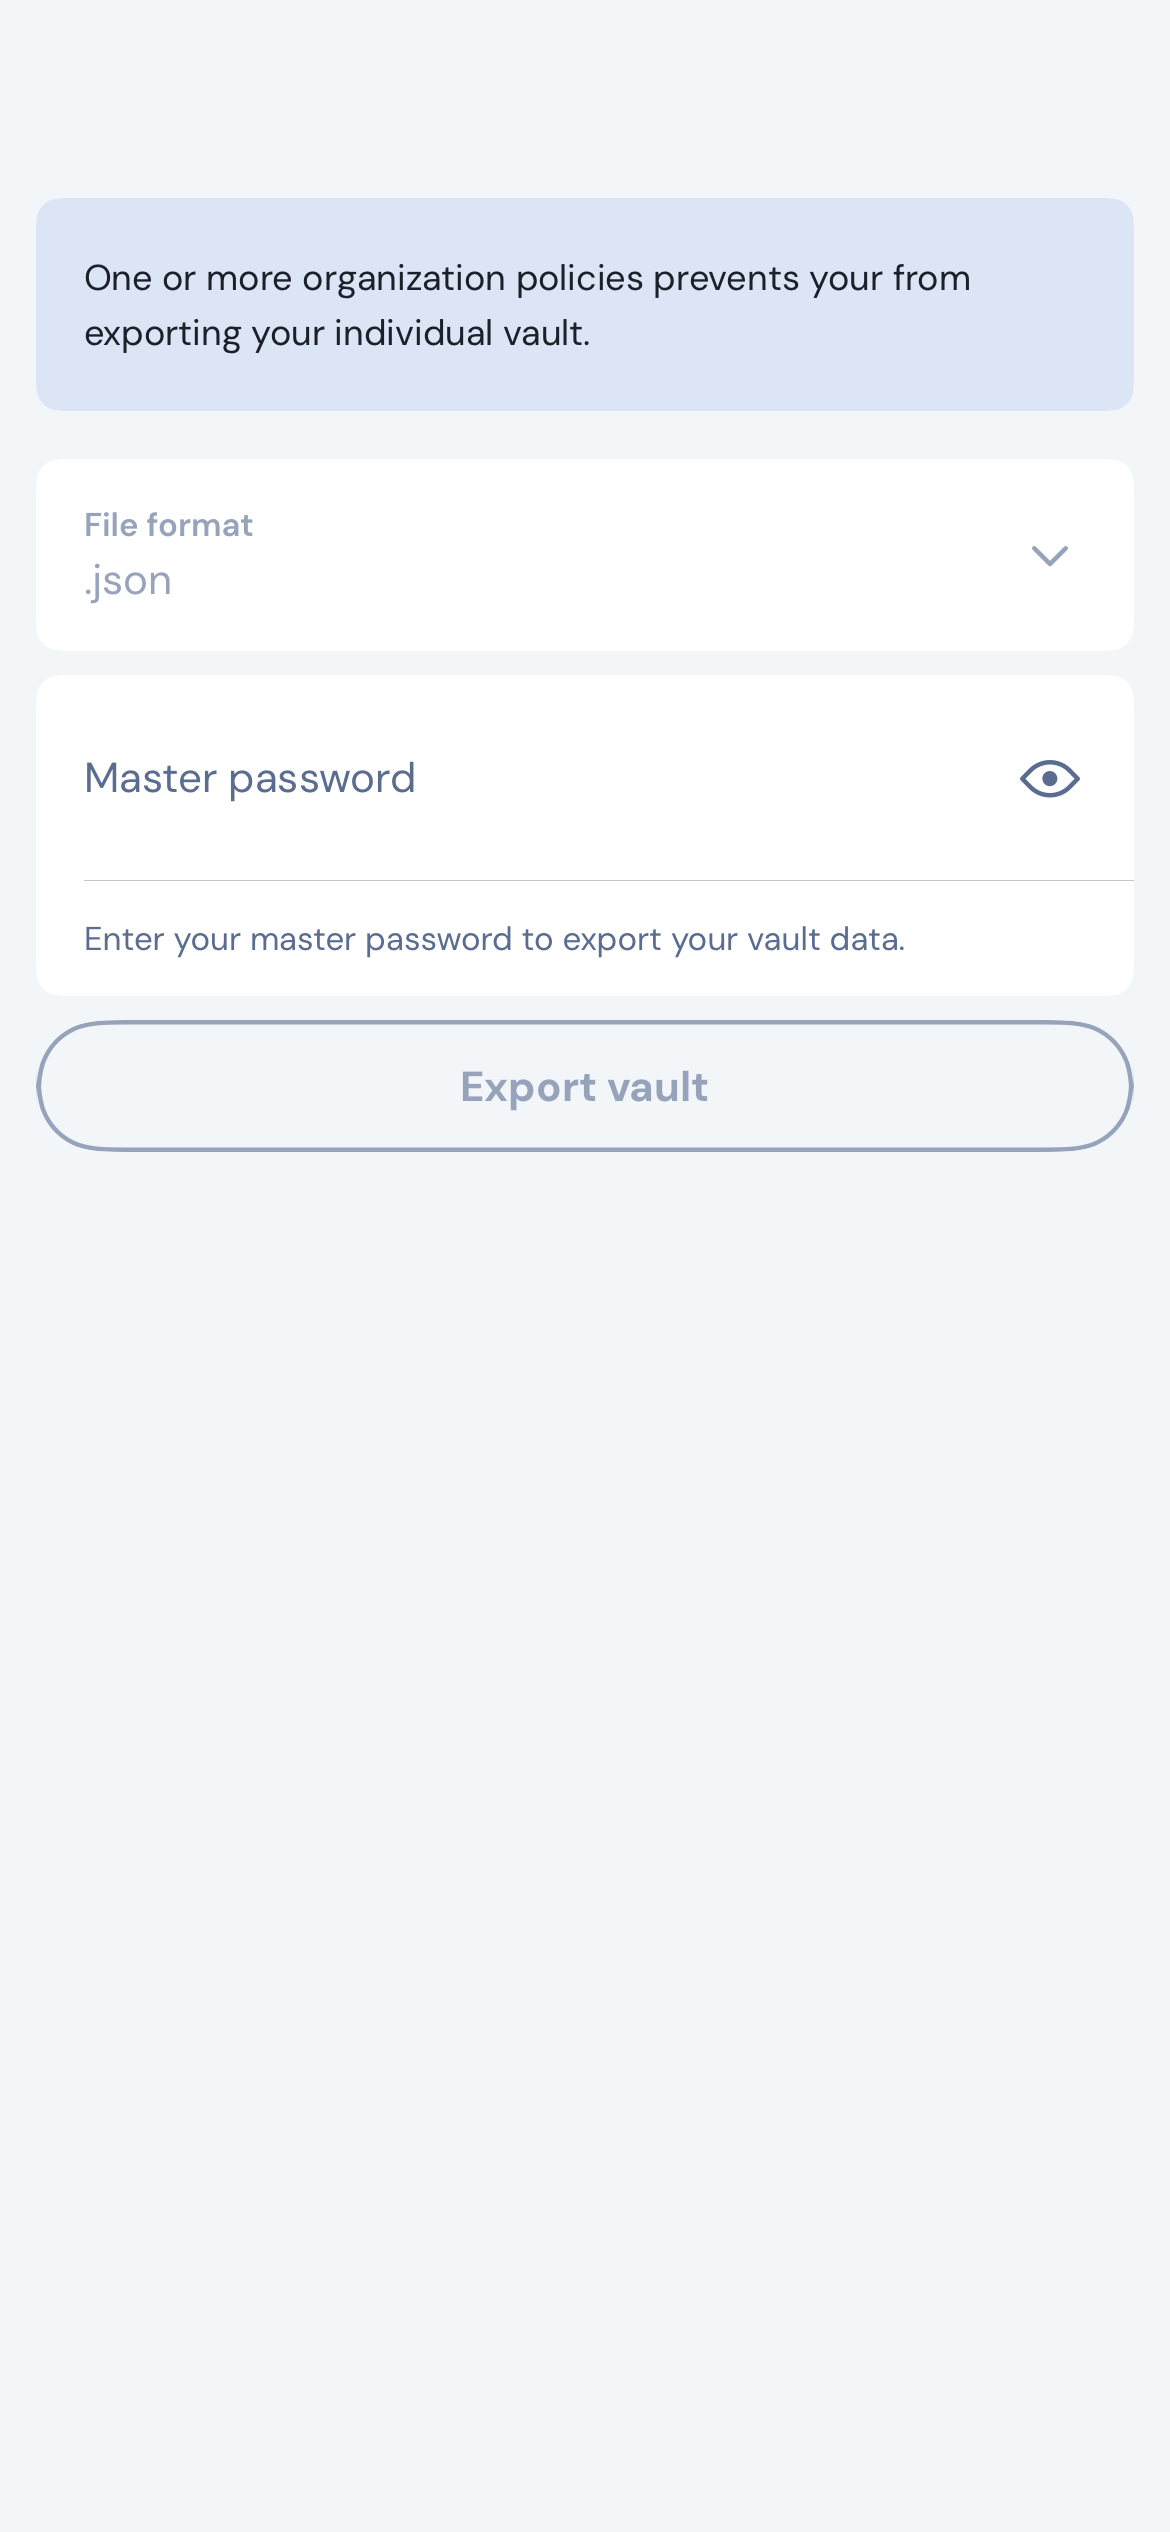 One or more organization policies prevents your from
exporting your individual vault.
File format
.json
Master password
Enter your master password to export your vault data.
Export vault